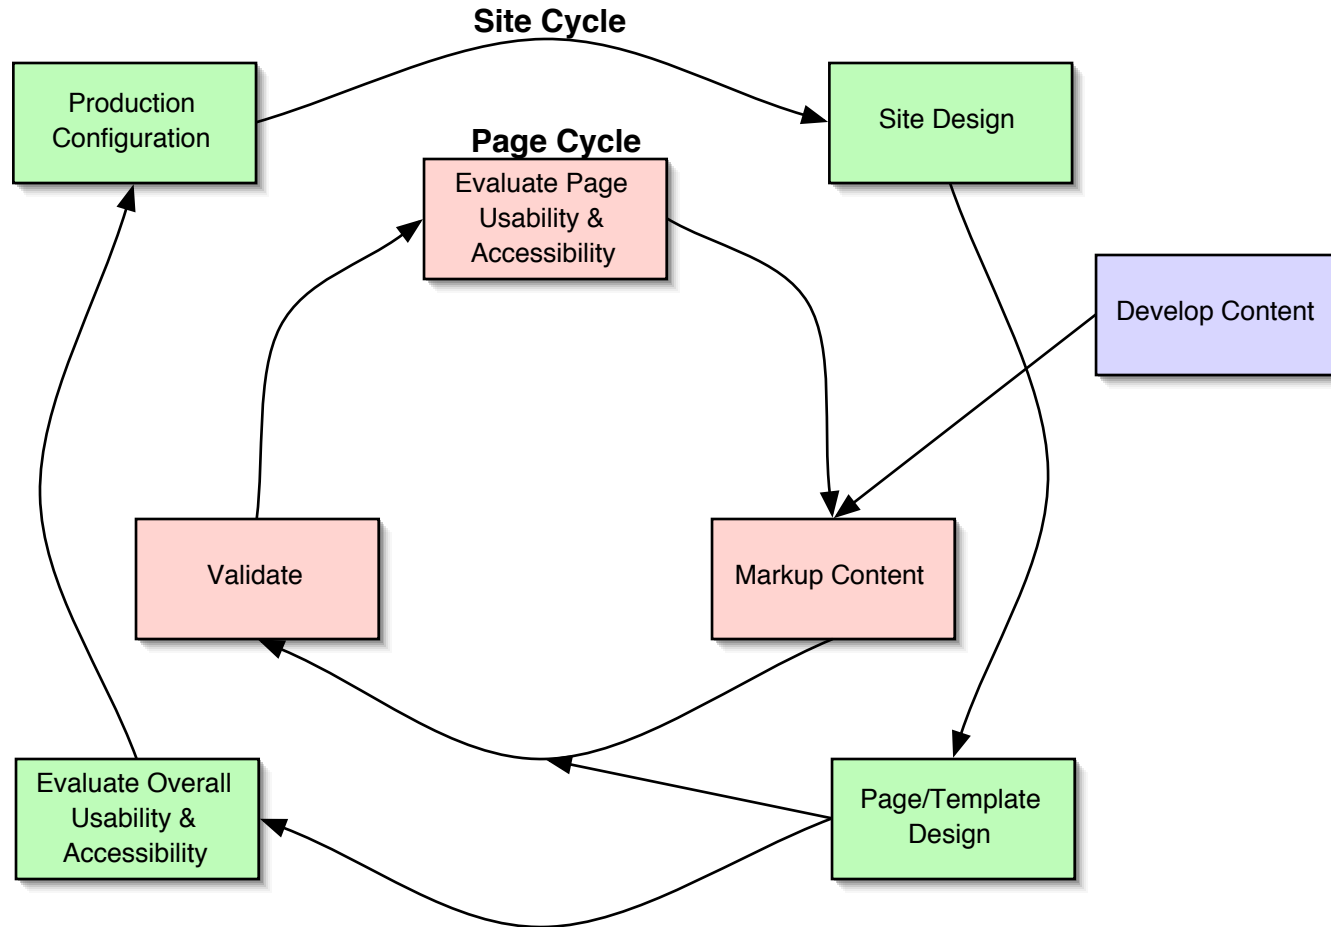 Site Cycle
Production
Configuration
Site Design
Page Cycle
Evaluate Page
Usability &
Accessibility
Develop Content
Validate
Markup Content
Evaluate Overall
Usability &
Accessibility
Page/Template
Design